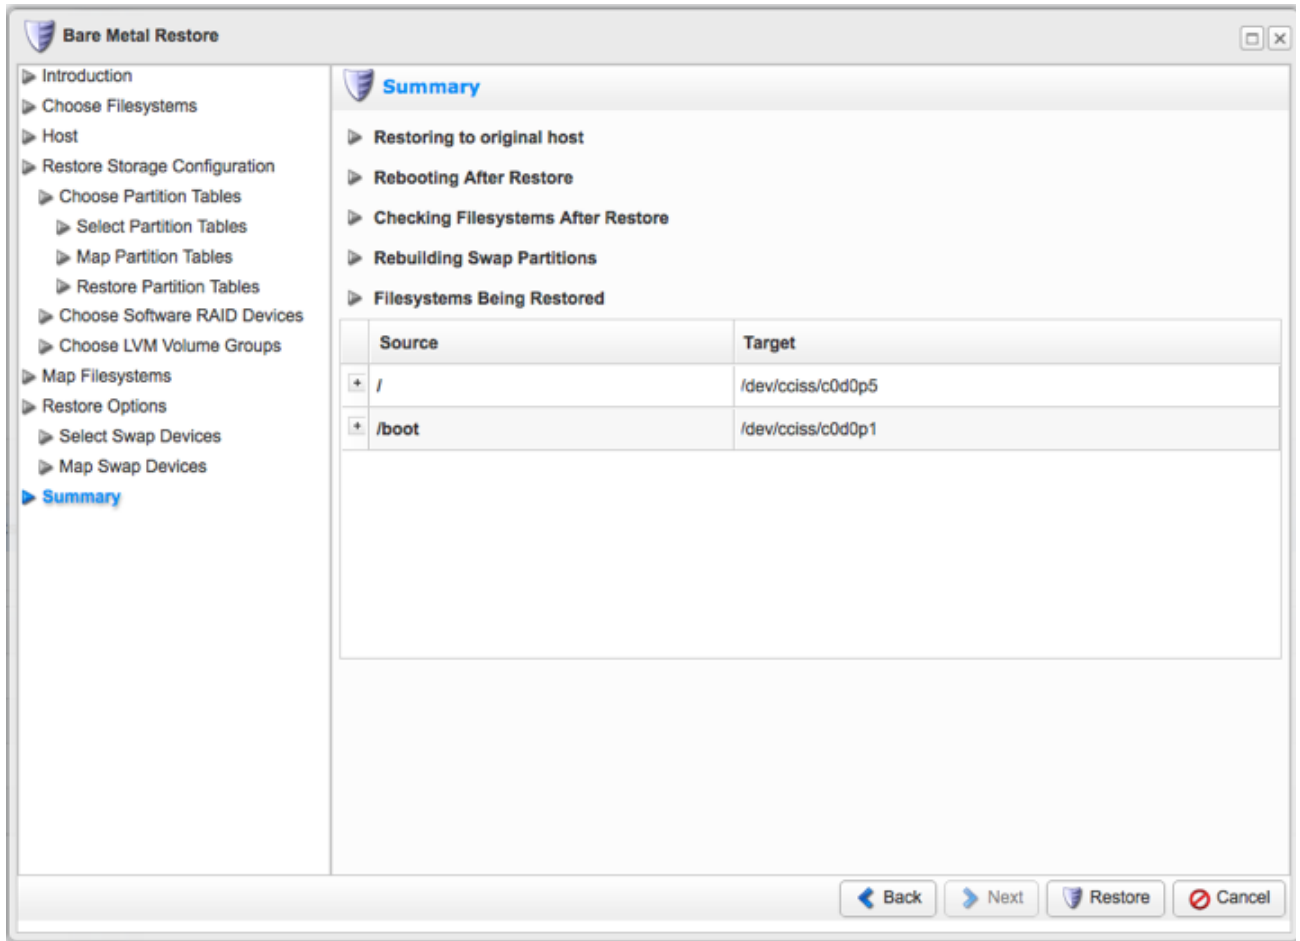 Bare Metal Restore
Introduction
Choose Filesystems
Host
Restore Storage Configuration
Choose Partition Tables
Select Partition Tables
Map Partition Tables
Restore Partition Tables
Choose Software RAID Devices
Choose LVM Volume Groups
Map Filesystems
Restore Options
Select Swap Devices
Map Swap Devices
Summary
Summary
Restoring to original host
Rebooting After Restore
Checking Filesystems After Restore
Rebuilding Swap Partitions
Filesystems Being Restored
Source Target
/ /dev/cciss/c0d0p5
/boot /dev/cciss/c0d0p1
Back Next Restore Cancel